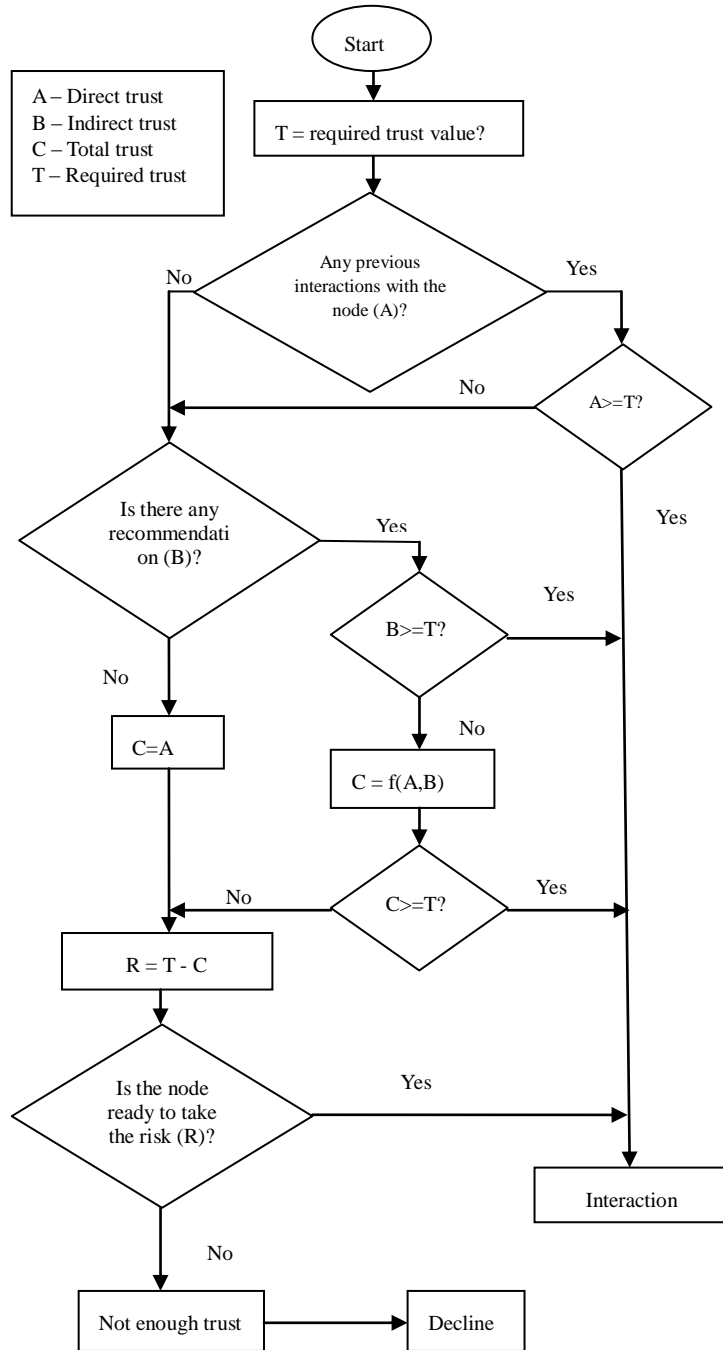 Start
A – Direct trust
B – Indirect trust
C – Total trust
T – Required trust
T = required trust value?
Any previous
interactions with the
node (A)?
No
Yes
A>=T?
No
Yes
Is there any
recommendati
on (B)?
Yes
B>=T?
Yes
No
No
C=A
C = f(A,B)
C>=T?
No
Yes
R = T - C
Is the node
ready to take
the risk (R)?
Yes
Interaction
No
Not enough trust
Decline